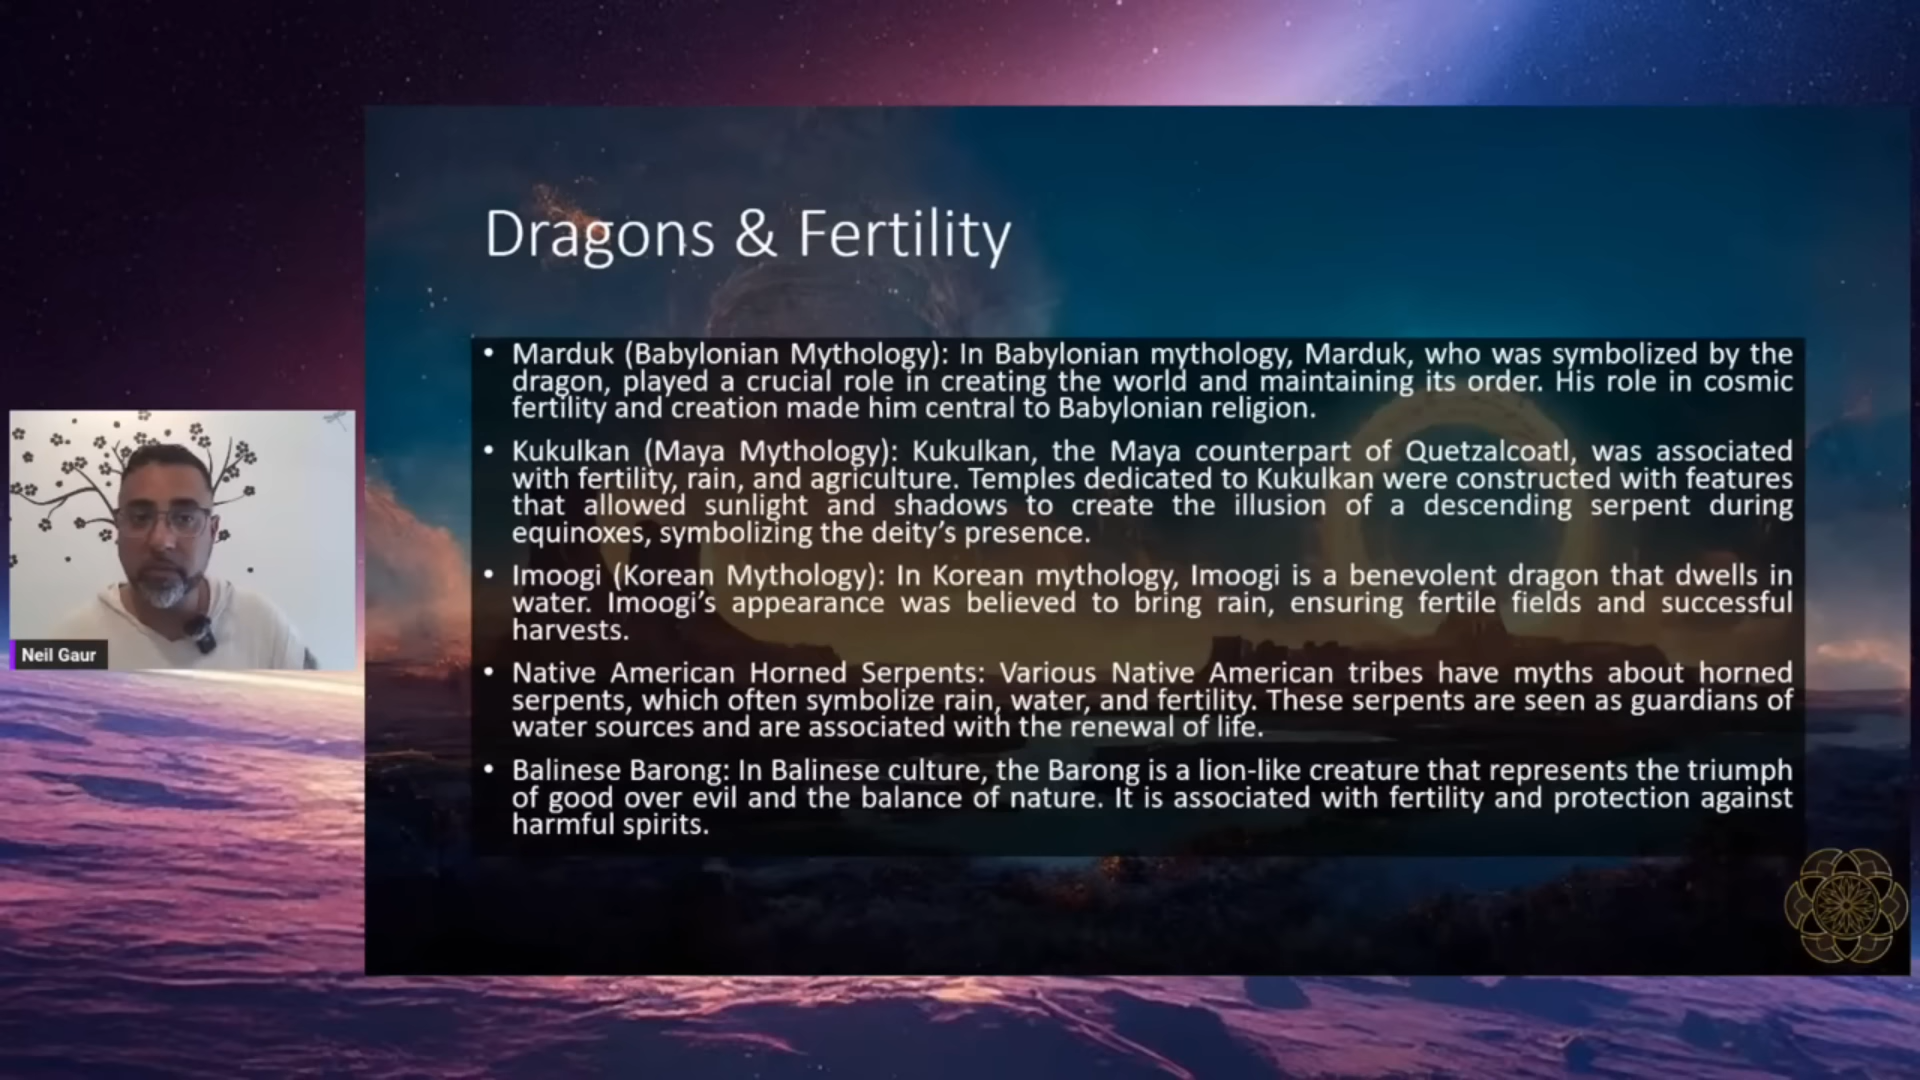 Dragons & Fertility
• Marduk (Babylonian Mythology): In Babylonian mythology, Marduk, who was symbolized by the
dragon, played a crucial role in creating the world and maintaining its order. His role in cosmic
fertility and creation made him central to Babylonian religion.
• Kukulkan (Maya Mythology): Kukulkan, the Maya counterpart of Quetzalcoatl, was associated
with fertility, rain, and agriculture. Temples dedicated to Kukulkan were constructed with features
that allowed sunlight and shadows to create the illusion of a descending serpent during
equinoxes, symbolizing the deity’s presence.
• Imoogi (Korean Mythology): In Korean mythology, Imoogi is a benevolent dragon that dwells in
water. Imoogi’s appearance was believed to bring rain, ensuring fertile fields and successful
harvests.
• Native American Horned Serpents: Various Native American tribes have myths about horned
serpents, which often symbolize rain, water, and fertility. These serpents are seen as guardians of
water sources and are associated with the renewal of life.
• Balinese Barong: In Balinese culture, the Barong is a lion-like creature that represents the triumph
of good over evil and the balance of nature. It is associated with fertility and protection against
harmful spirits.
Neil Gaur